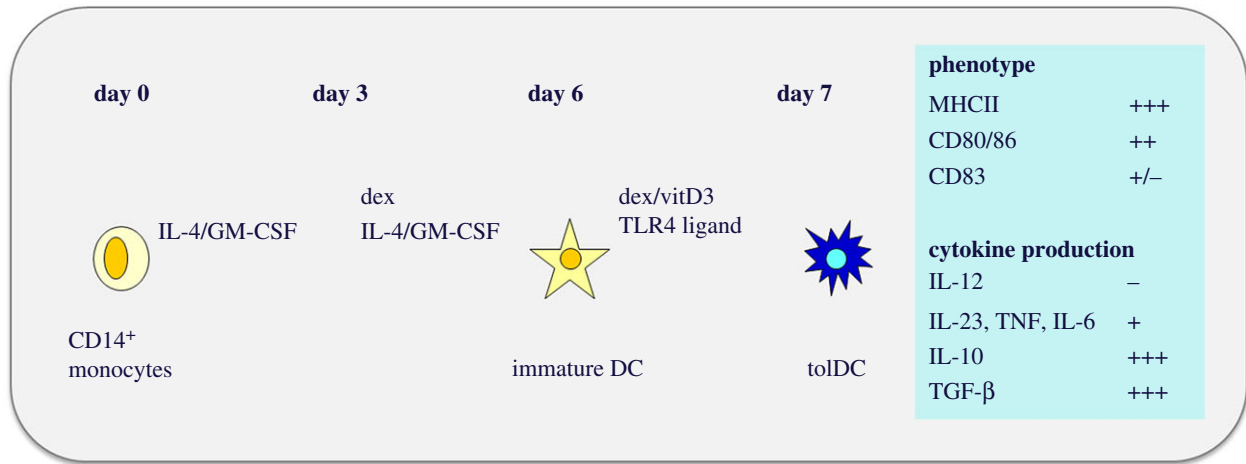 day 0 day 3 day 6 day 7
dex
IL-4/GM-CSF
IL-4/GM-CSF
dex/vitD3
TLR4 ligand
CD14⁺
monocytes
immature DC
tolDC
phenotype
MHCII +++
CD80/86 ++
CD83 +/–
cytokine production
IL-12 –
IL-23, TNF, IL-6 +
IL-10 +++
TGF-β +++